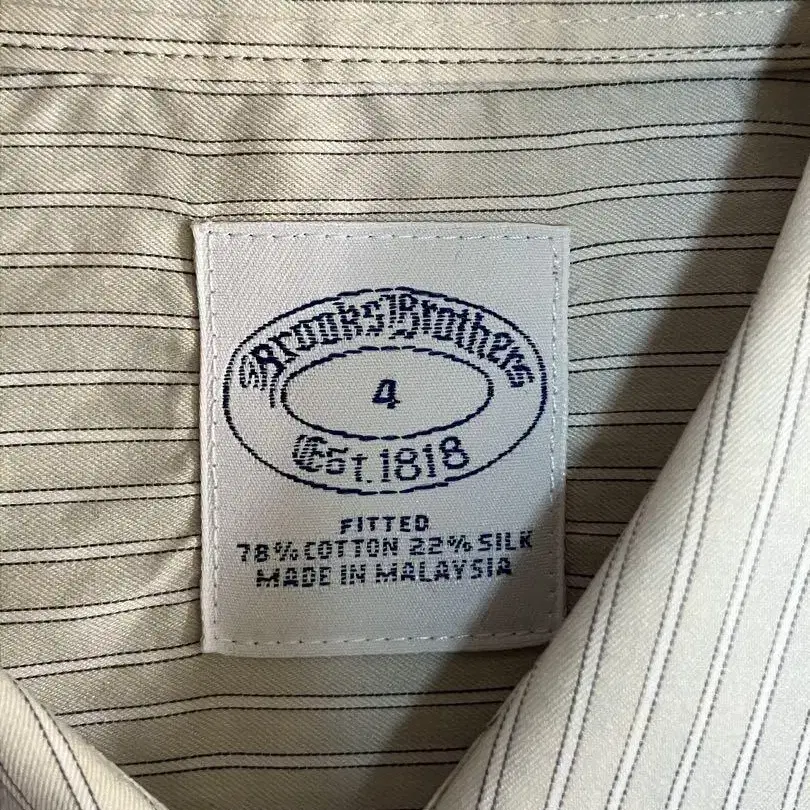 Brooks Brothers
4
Est. 1818
FITTED
78% COTTON 22% SILK
MADE IN MALAYSIA